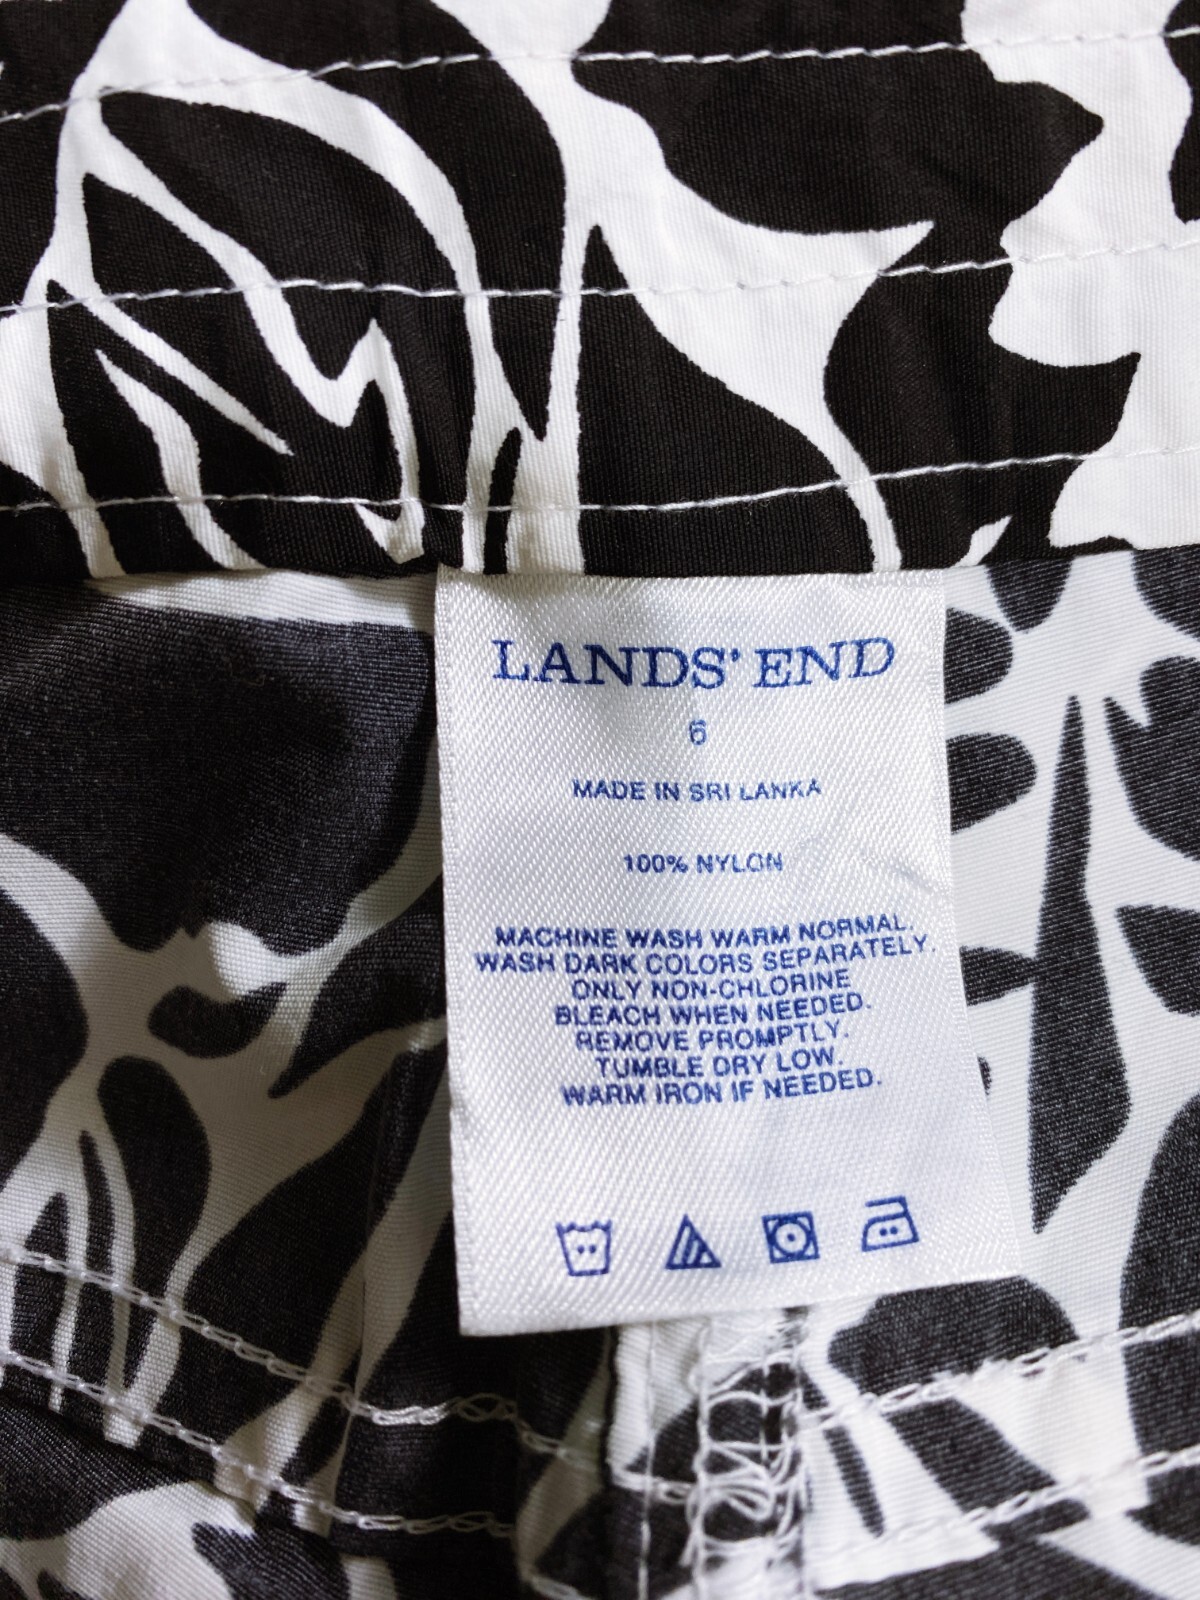 LANDS' END
6
MADE IN SRI LANKA
100% NYLON
MACHINE WASH WARM NORMAL.
WASH DARK COLORS SEPARATELY.
ONLY NON-CHLORINE
BLEACH WHEN NEEDED.
REMOVE PROMPTLY.
TUMBLE DRY LOW.
WARM IRON IF NEEDED.